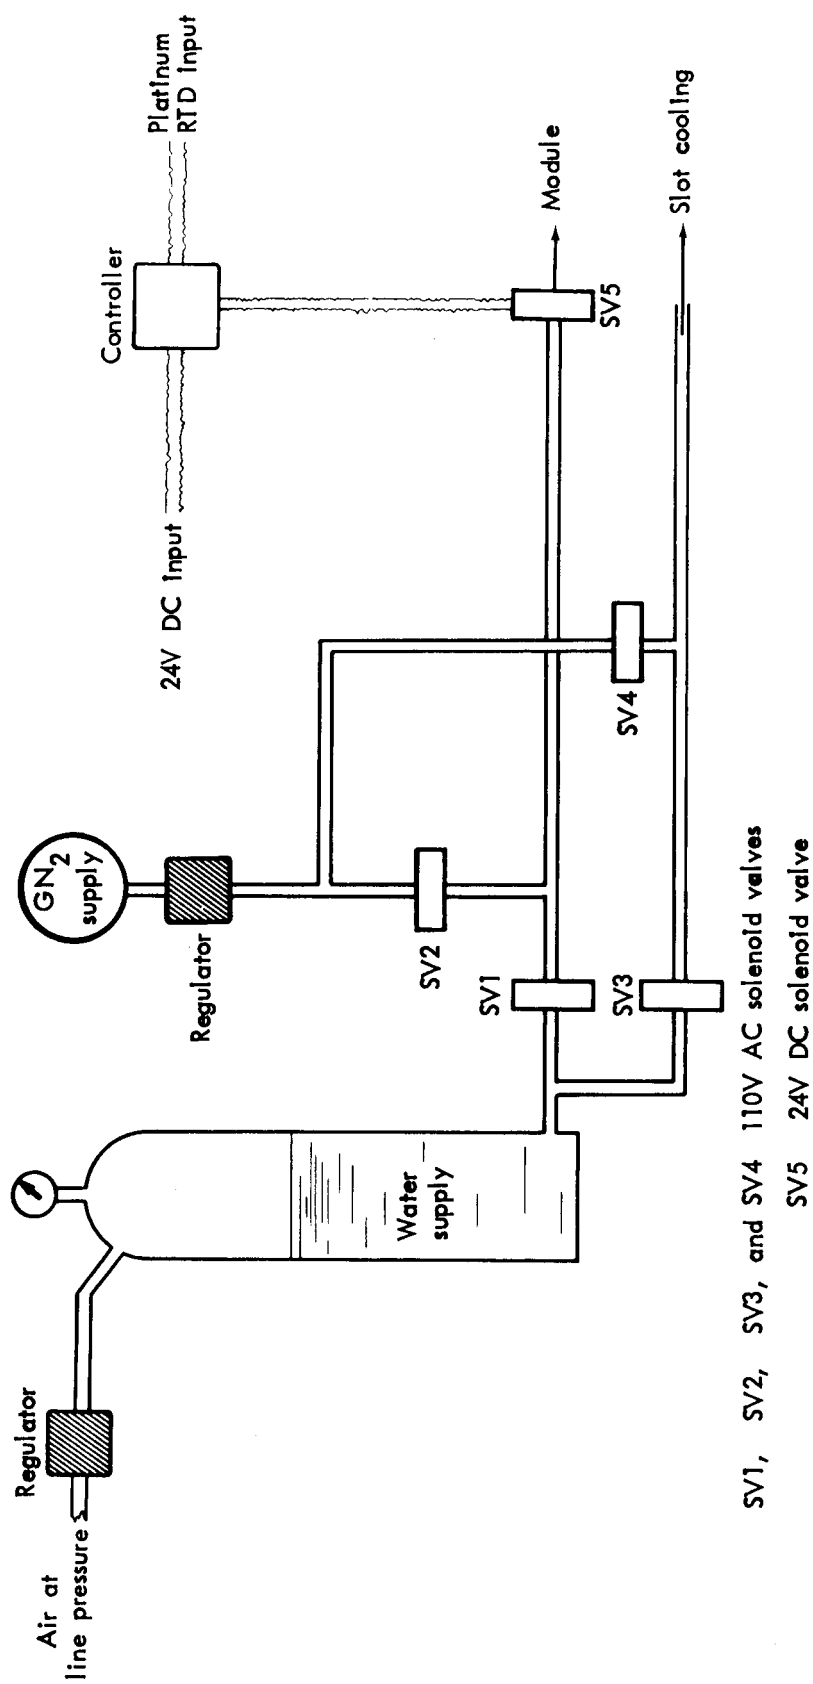 Air at
line pressure
Regulator
Water
supply
GN2
supply
Regulator
SV2
SV1
SV3
SV4
24V DC input
Controller
Platinum
RTD input
SV5
Module
Slot cooling
SV1, SV2, SV3, and SV4 110V AC solenoid valves
SV5 24V DC solenoid valve